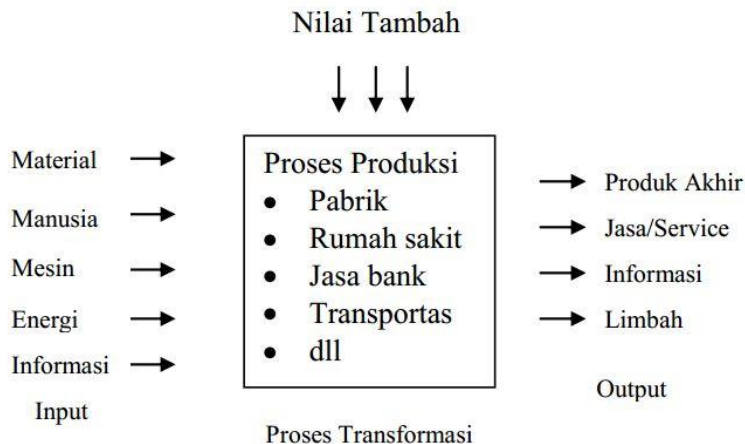 Nilai Tambah
Material
Manusia
Mesin
Energi
Informasi
Input
Proses Produksi
• Pabrik
• Rumah sakit
• Jasa bank
• Transportas
• dll
Proses Transformasi
Produk Akhir
Jasa/Service
Informasi
Limbah
Output